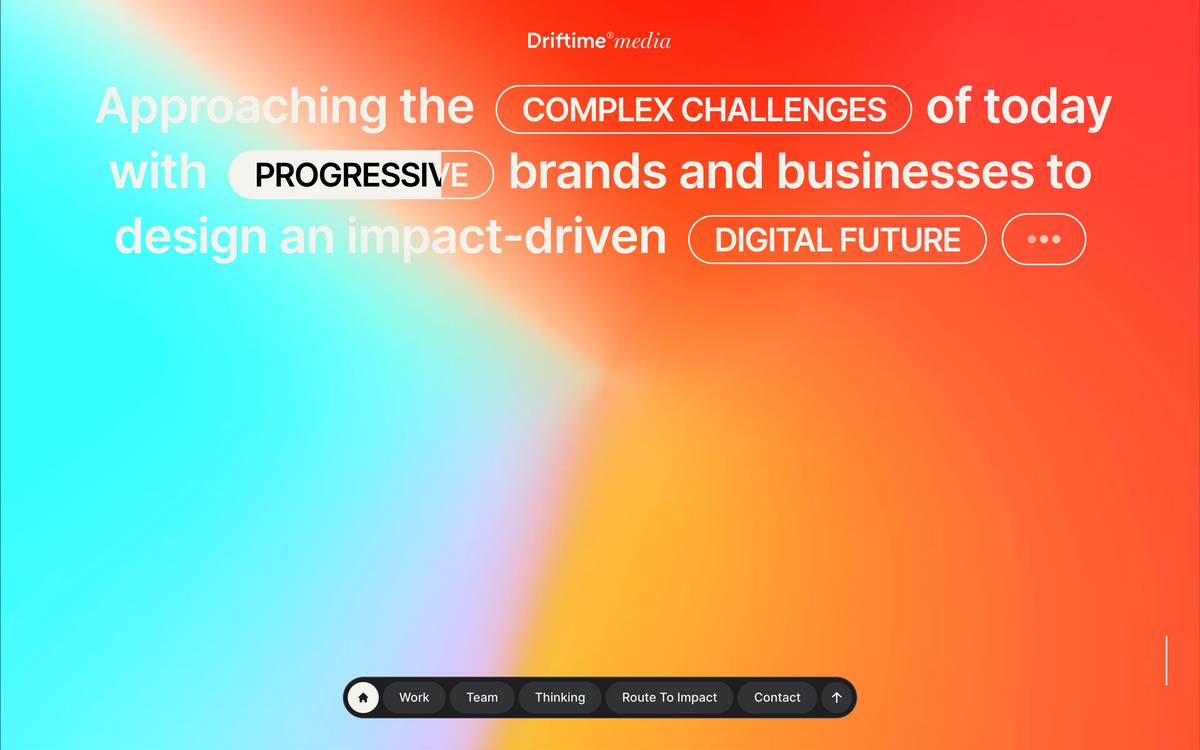 Driftime® media
Approaching the COMPLEX CHALLENGES of today
with PROGRESSIVE brands and businesses to
design an impact-driven DIGITAL FUTURE
Work Team Thinking Route To Impact Contact